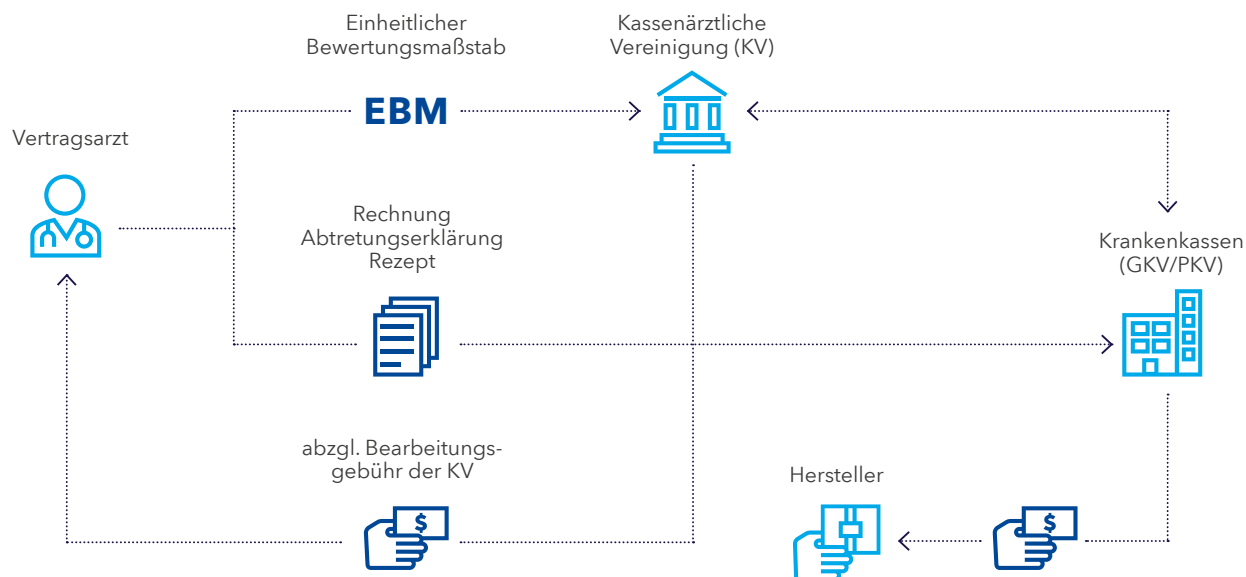 Einheitlicher
Bewertungsmaßstab
EBM
Kassenärztliche
Vereinigung (KV)
Vertragsarzt
Rechnung
Abtretungserklärung
Rezept
Krankenkassen
(GKV/PKV)
abzgl. Bearbeitungs-
gebühr der KV
$
Hersteller
$